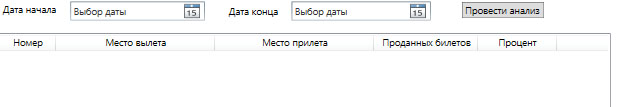 Дата начала Выбор даты 15 Дата конца Выбор даты 15 Провести анализ
Номер Место вылета Место прилета Проданных билетов Процент